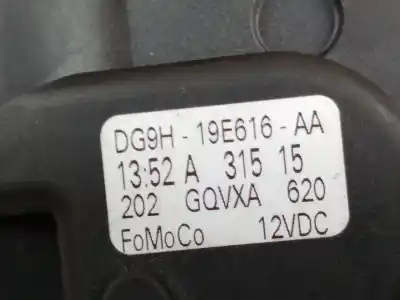 DG9H - 19E616 - AA
13:52 A 315 15
202 GQVXA 620
FoMoCo 12VDC